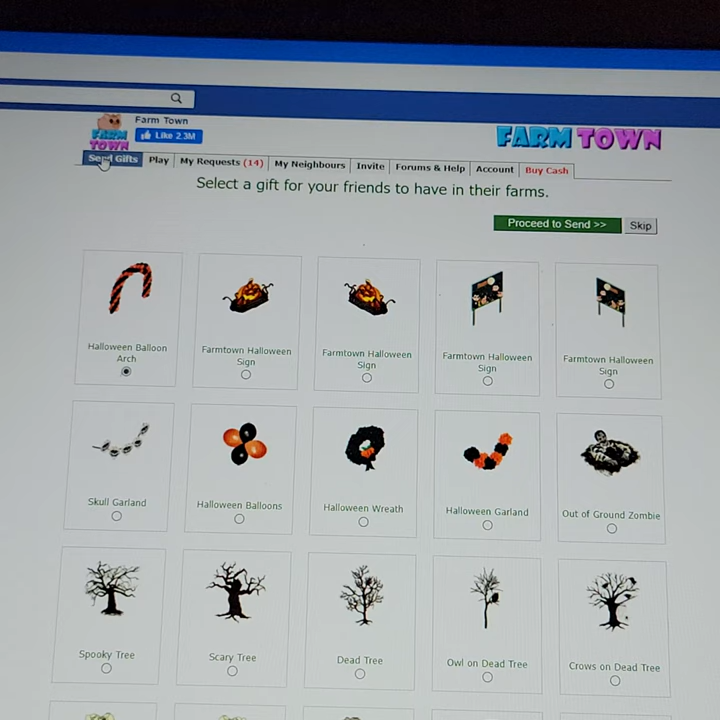 Farm Town
FARM TOWN
Like 2.3M
FARM TOWN
Send Gifts Play My Requests (14) My Neighbours Invite Forums & Help Account Buy Cash
Select a gift for your friends to have in their farms.
Proceed to Send >> Skip
Halloween Balloon
Arch
Farmtown Halloween
Sign
Farmtown Halloween
Sign
Farmtown Halloween
Sign
Farmtown Halloween
Sign
Skull Garland
Halloween Balloons
Halloween Wreath
Halloween Garland
Out of Ground Zombie
Spooky Tree
Scary Tree
Dead Tree
Owl on Dead Tree
Crows on Dead Tree